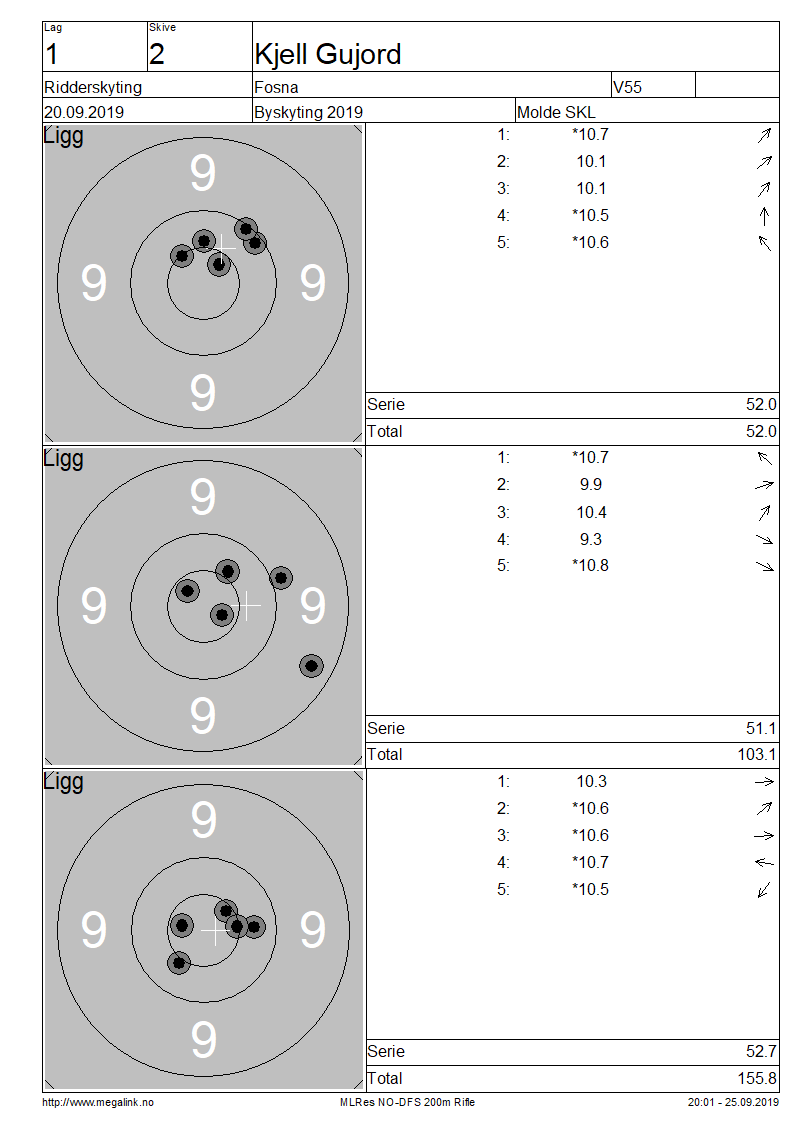 Lag Skive
1 2 Kjell Gujord
Ridderskyting Fosna V55
20.09.2019 Byskyting 2019 Molde SKL
Ligg
9
9 9
9
1: *10.7
2: 10.1
3: 10.1
4: *10.5
5: *10.6
Serie 52.0
Total 52.0
Ligg
9
9 9
9
1: *10.7
2: 9.9
3: 10.4
4: 9.3
5: *10.8
Serie 51.1
Total 103.1
Ligg
9
9 9
9
1: 10.3
2: *10.6
3: *10.6
4: *10.7
5: *10.5
Serie 52.7
Total 155.8
http://www.megalink.no MLRes NO-DFS 200m Rifle 20:01 - 25.09.2019